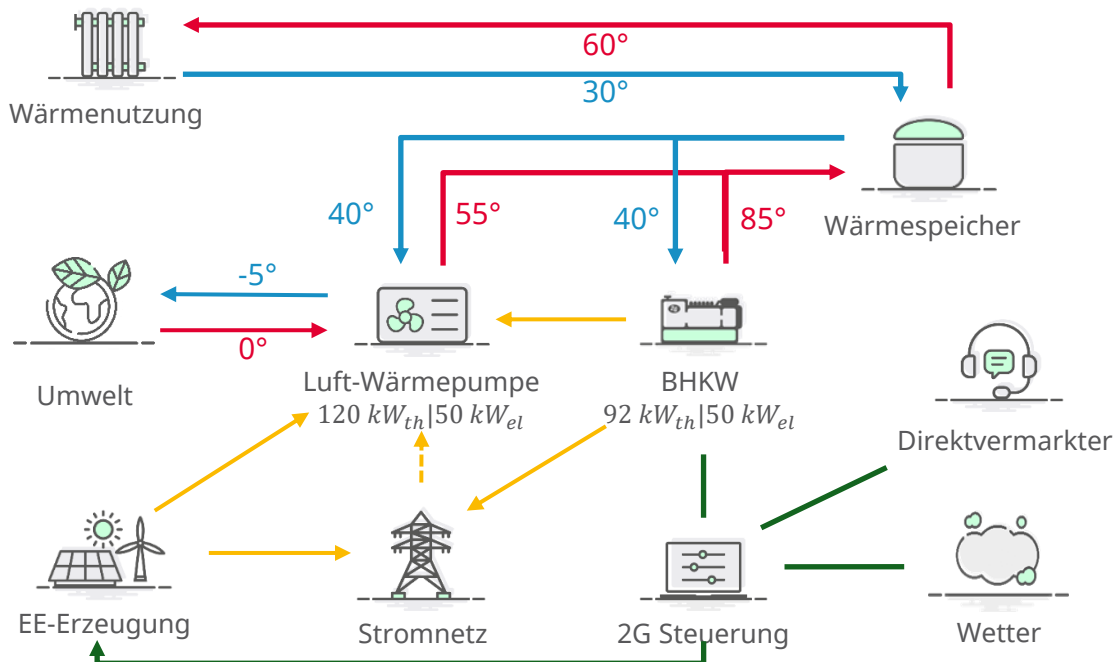 60°
30°
Wärmenutzung
40°
55°
40°
85°
Wärmespeicher
-5°
0°
Umwelt
Luft-Wärmepumpe
120 kW_th|50 kW_el
BHKW
92 kW_th|50 kW_el
Direktvermarkter
EE-Erzeugung
Stromnetz
2G Steuerung
Wetter